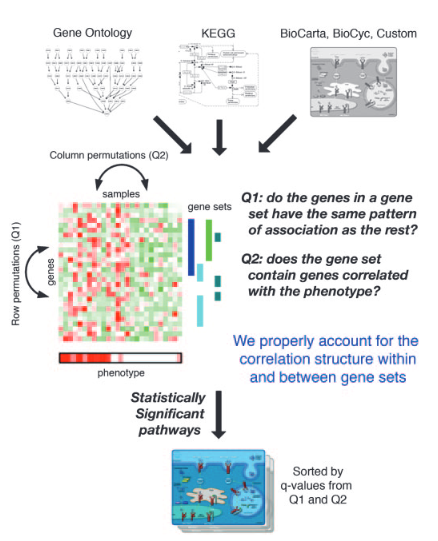 Gene Ontology
KEGG
BioCarta, BioCyc, Custom
Column permutations (Q2)
samples
gene sets
Row permutations (Q1)
genes
Q1: do the genes in a gene
set have the same pattern
of association as the rest?
Q2: does the gene set
contain genes correlated
with the phenotype?
We properly account for the
correlation structure within
and between gene sets
phenotype
Statistically
Significant
pathways
Sorted by
q-values from
Q1 and Q2